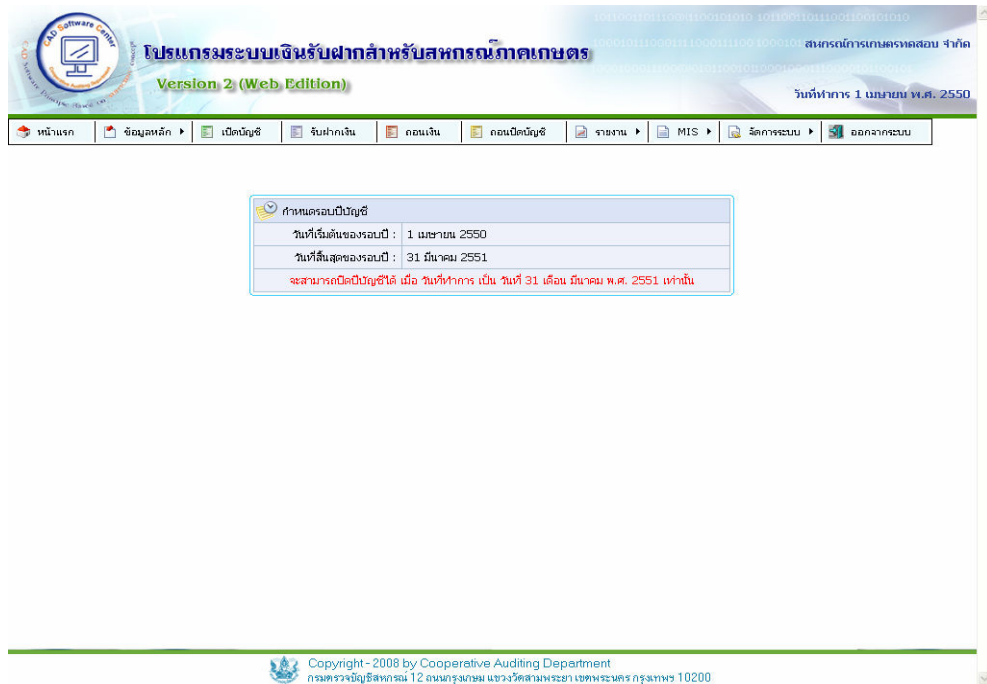 CAD Software Center
โปรแกรมระบบเงินรับฝากสำหรับสหกรณ์ภาคเกษตร
Version 2 (Web Edition)
สหกรณ์การเกษตรทดสอบ จำกัด
วันที่ทำการ 1 เมษายน พ.ศ. 2550
หน้าแรก ข้อมูลหลัก เปิดบัญชี รับฝากเงิน ถอนเงิน ถอนปิดบัญชี รายงาน MIS จัดการระบบ ออกจากระบบ
กำหนดรอบปีบัญชี
วันที่เริ่มต้นของรอบปี : 1 เมษายน 2550
วันที่สิ้นสุดของรอบปี : 31 มีนาคม 2551
จะสามารถปิดปีบัญชีได้ เมื่อ วันที่ทำการ เป็น วันที่ 31 เดือน มีนาคม พ.ศ. 2551 เท่านั้น
Copyright - 2008 by Cooperative Auditing Department
กรมตรวจบัญชีสหกรณ์ 12 ถนนกรุงเกษม แขวงวัดสามพระยา เขตพระนคร กรุงเทพฯ 10200